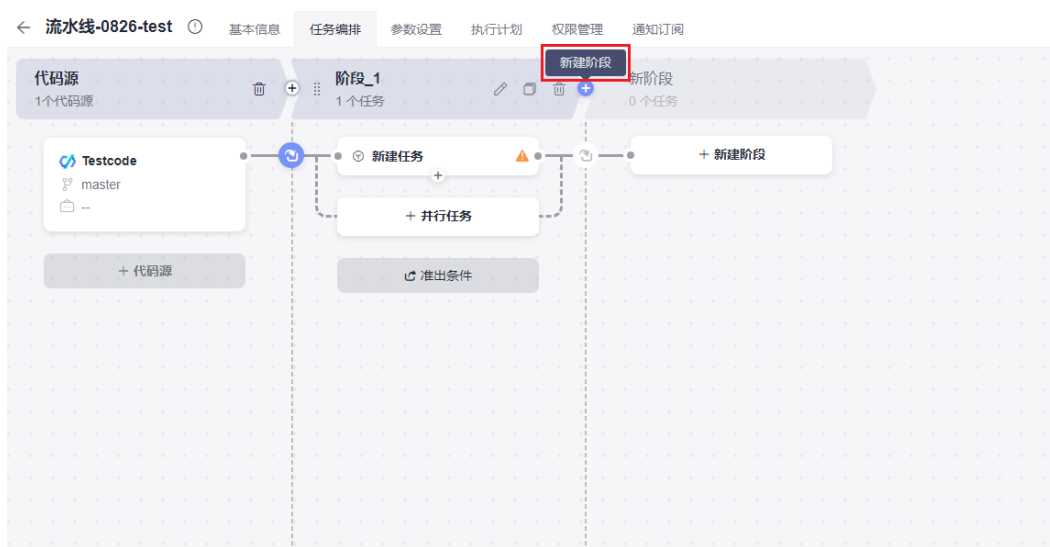 流水线-0826-test
基本信息
任务编排
参数设置
执行计划
权限管理
通知订阅
新建阶段
代码源
1个代码源
阶段_1
1 个任务
新阶段
0 个任务
Testcode
master
--
+ 代码源
新建任务
+ 并行任务
准出条件
+ 新建阶段